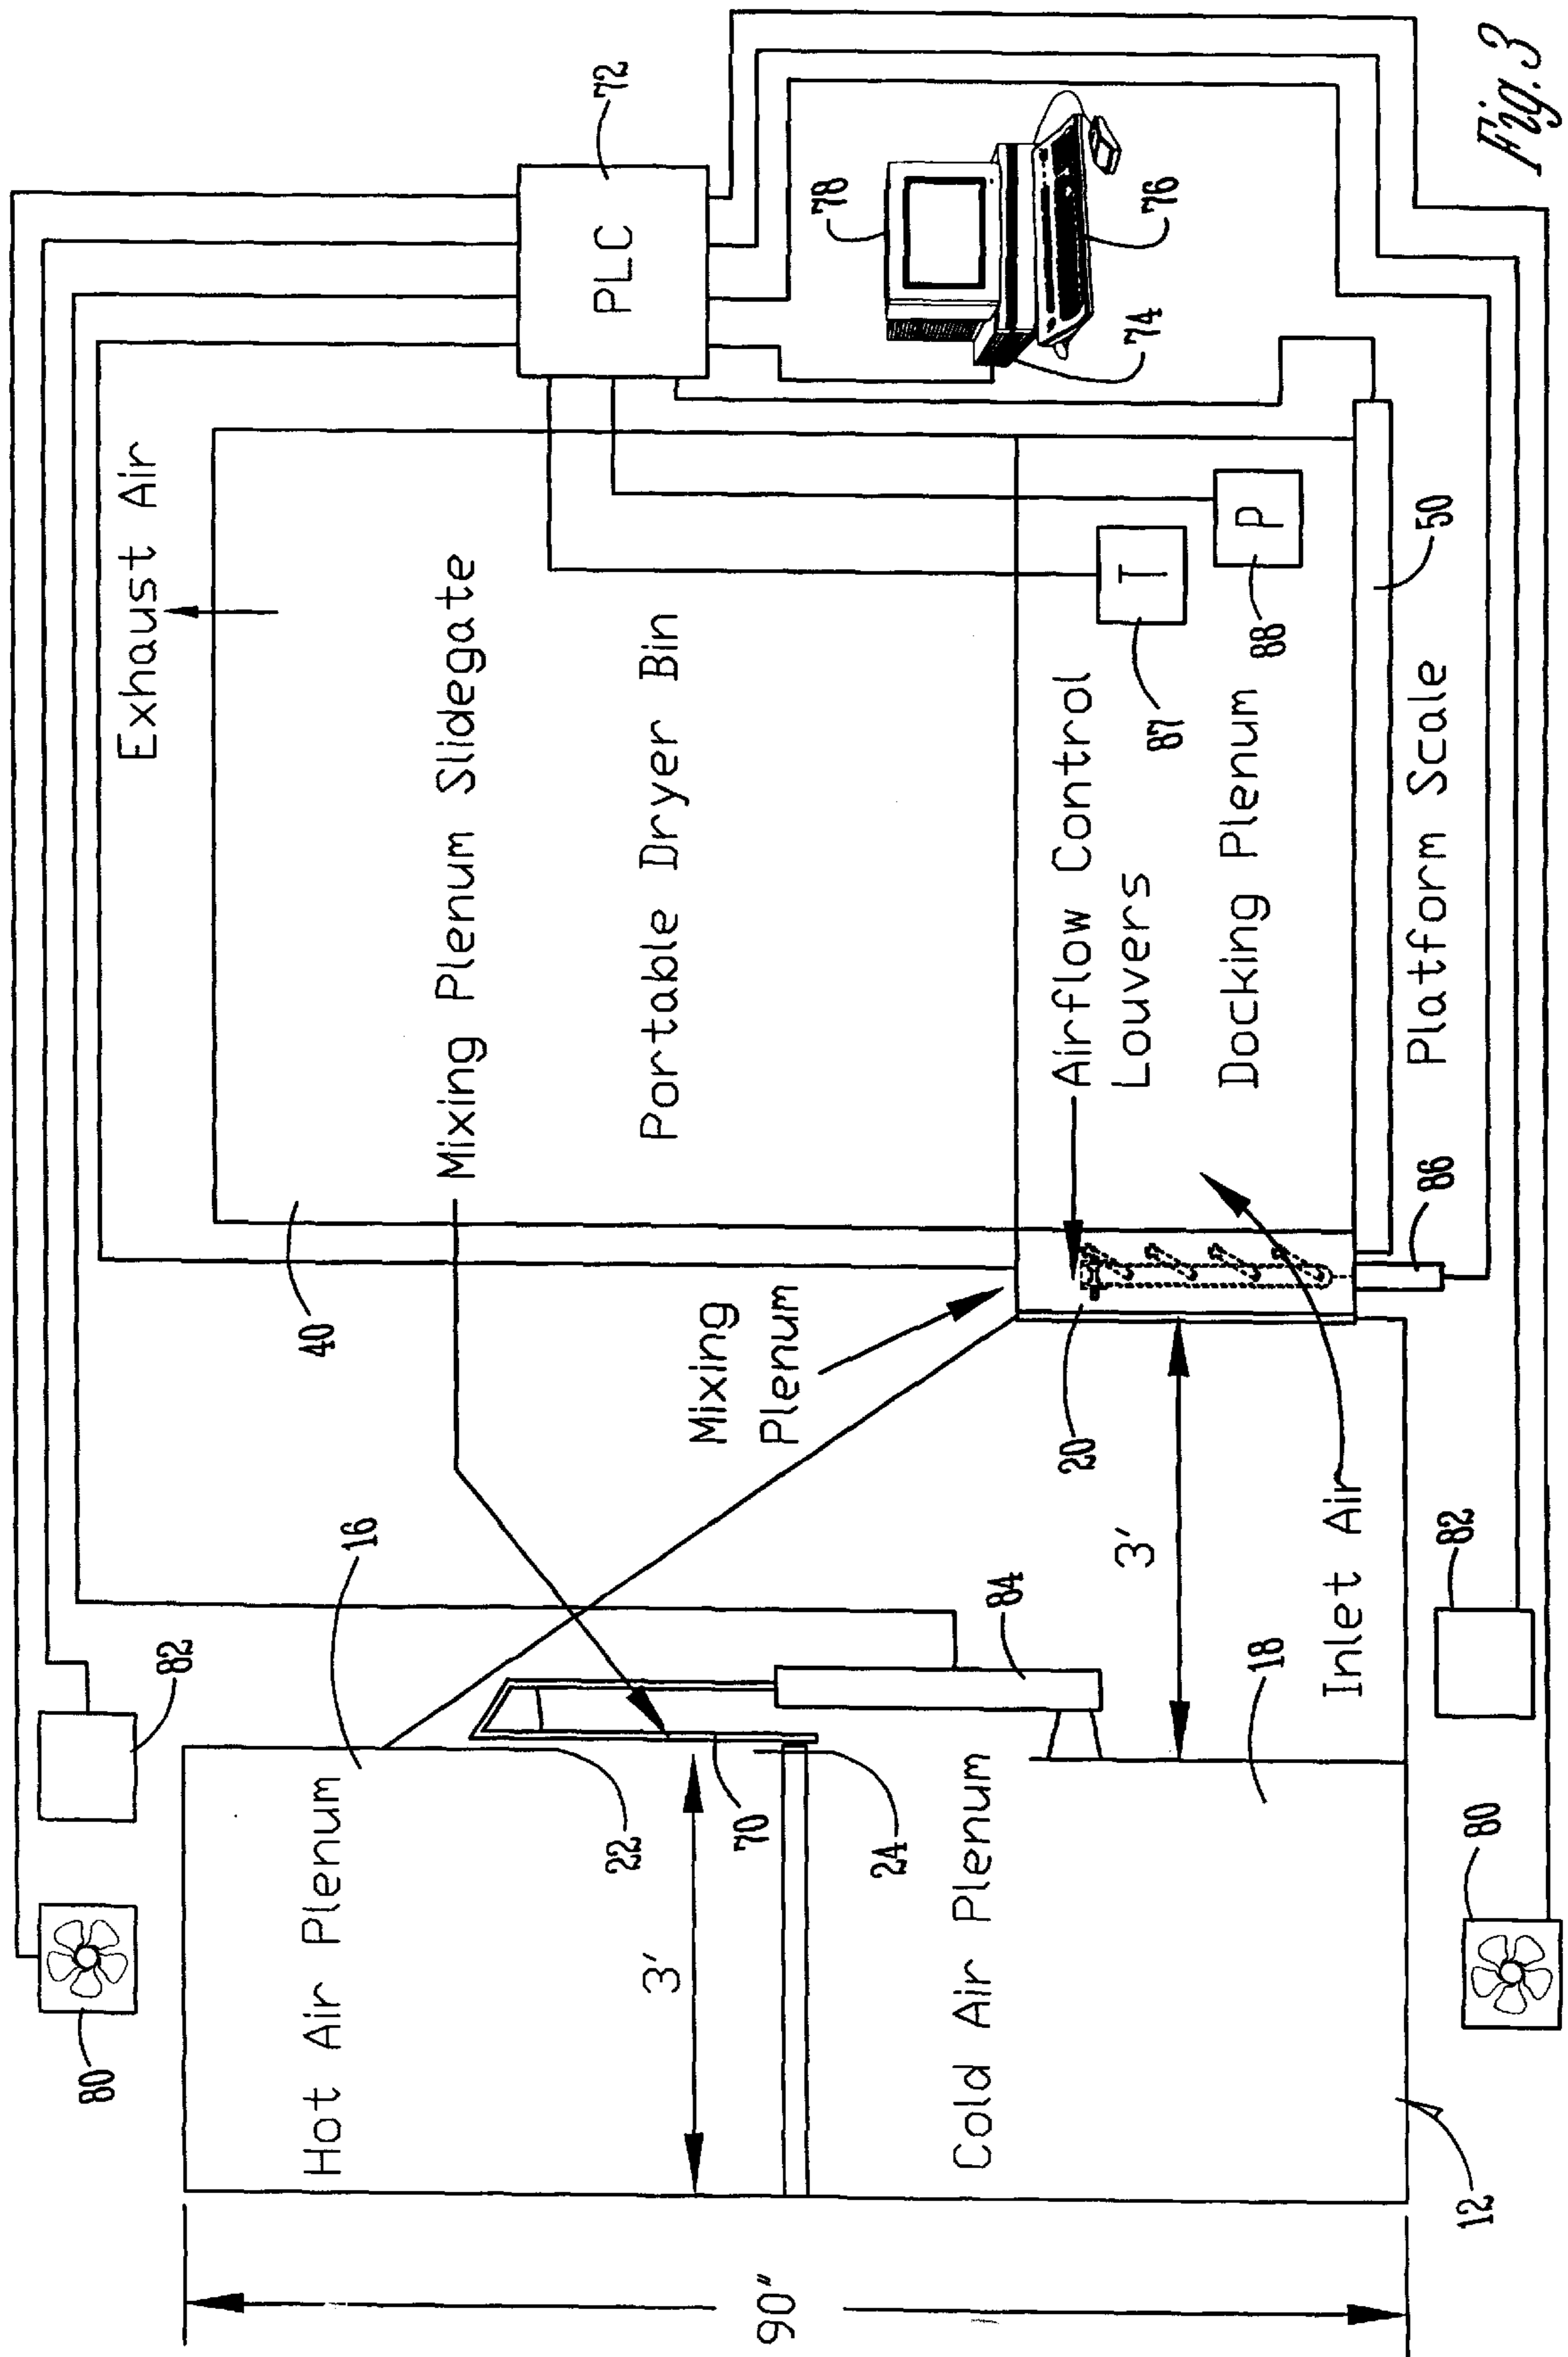 80
82
Exhaust Air
72
PLC
Hot Air Plenum
16
40
Mixing Plenum Slidegate
Portable Dryer Bin
78
76
74
22
3'
70
Mixing
Plenum
90"
24
84
Cold Air Plenum
20
3'
Airflow Control
Louvers
87
T
Docking Plenum
88
P
18
Inlet Air
86
Platform Scale
50
12
80
82
Fig. 3